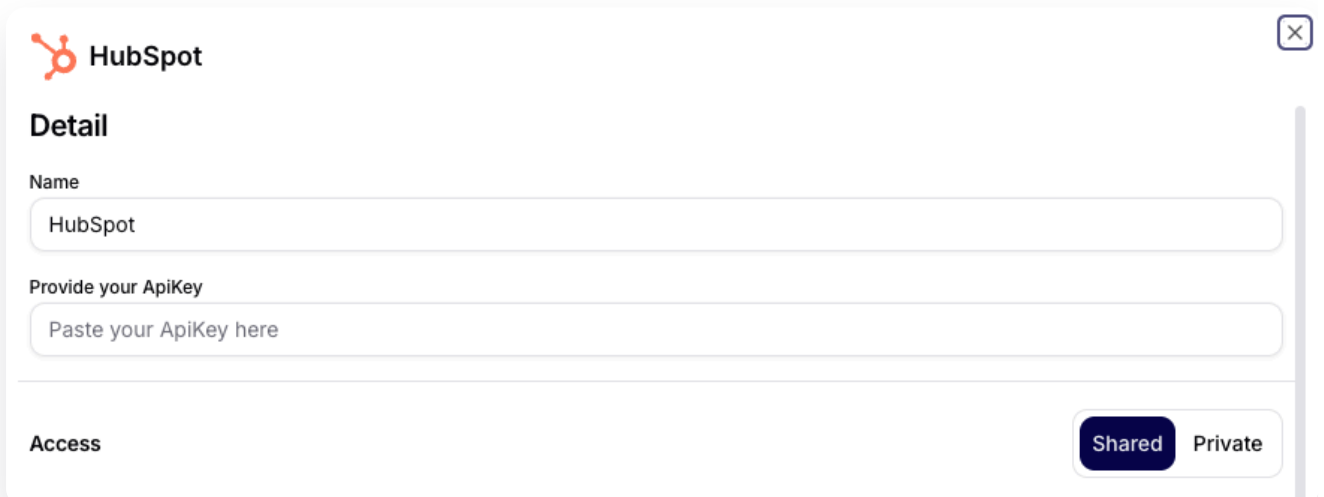 HubSpot
Detail
Name
HubSpot
Provide your ApiKey
Paste your ApiKey here
Access
Shared
Private